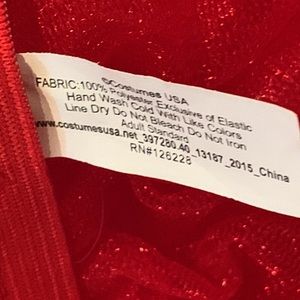 ©Costumes USA
FABRIC:100% Polyester Exclusive of Elastic
Hand Wash Cold With Like Colors
Line Dry Do Not Bleach Do Not Iron
Adult Standard
www.costumesusa.net_397280.40_13187_2015_China
RN#126228